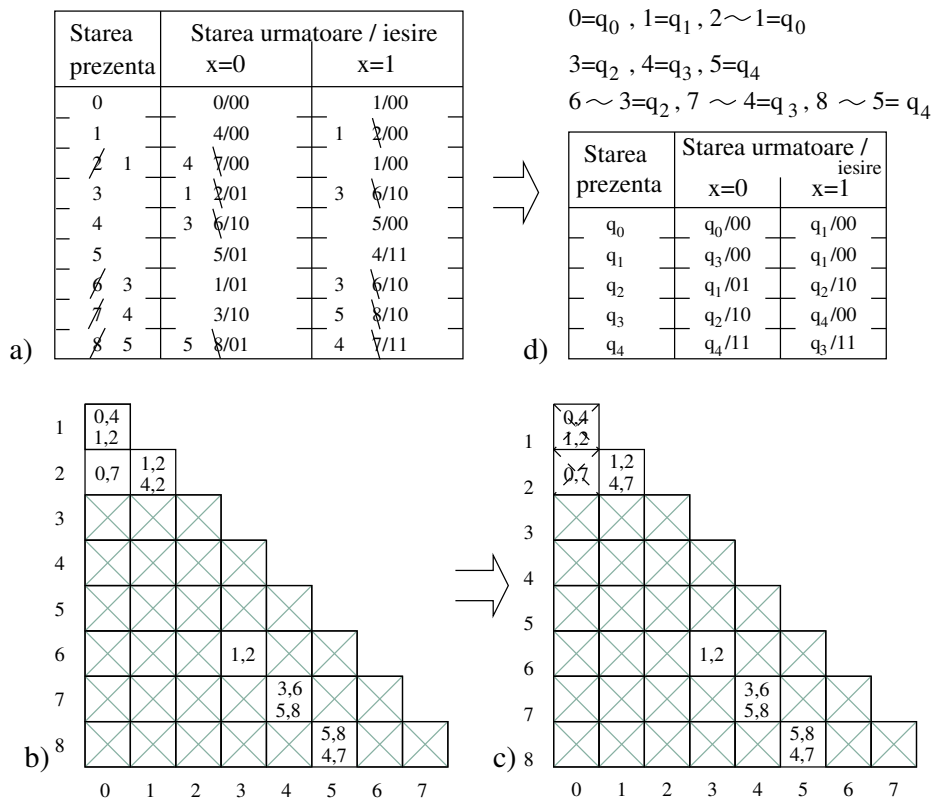 Starea prezenta
Starea urmatoare / iesire
x=0 x=1
0 0/00 1/00
1 4/00 1 2/00
2 1 4 7/00 1/00
3 1 2/01 3 6/10
4 3 6/10 5/00
5 5/01 4/11
6 3 1/01 3 6/10
7 4 3/10 5 8/10
8 5 5 8/01 4 7/11
a)
0=q0 , 1=q1 , 2~1=q0
3=q2 , 4=q3 , 5=q4
6 ~ 3=q2 , 7 ~ 4=q3 , 8 ~ 5= q4
Starea prezenta
Starea urmatoare / iesire
x=0 x=1
q0 q0/00 q1/00
q1 q3/00 q1/00
q2 q1/01 q2/10
q3 q2/10 q4/00
q4 q4/11 q3/11
d)
1 0,4
1,2
2 0,7 1,2
4,2
3
4
5
6 1,2
7 3,6
5,8
8 5,8
4,7
b)
0 1 2 3 4 5 6 7
1 0,4
1,2
2 0,7 1,2
4,7
3
4
5
6 1,2
7 3,6
5,8
8 5,8
4,7
c)
0 1 2 3 4 5 6 7